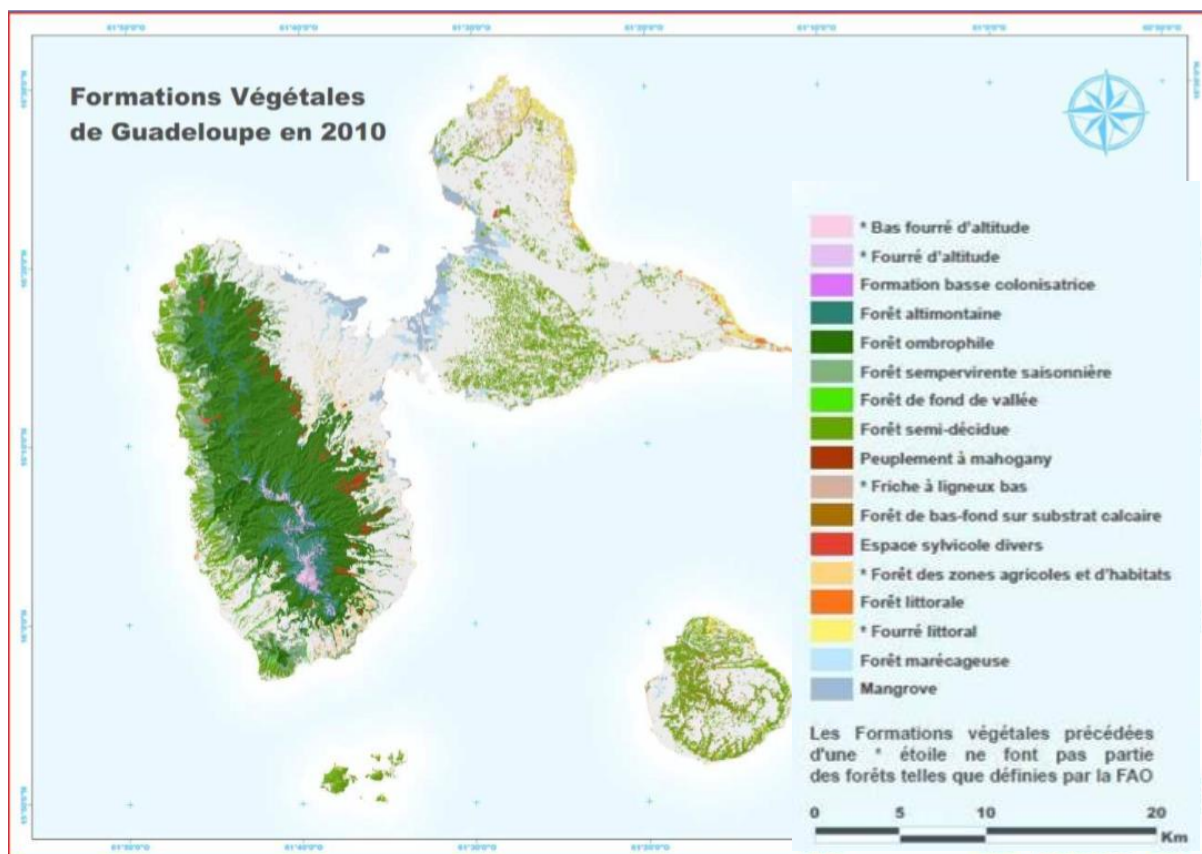 Formations Végétales
de Guadeloupe en 2010
* Bas fourré d'altitude
* Fourré d'altitude
Formation basse colonisatrice
Forêt altimontaine
Forêt ombrophile
Forêt sempervirente saisonnière
Forêt de fond de vallée
Forêt semi-décidue
Peuplement à mahogany
* Friche à ligneux bas
Forêt de bas-fond sur substrat calcaire
Espace sylvicole divers
* Forêt des zones agricoles et d'habitats
Forêt littorale
* Fourré littoral
Forêt marécageuse
Mangrove
Les Formations végétales précédées
d'une * étoile ne font pas partie
des forêts telles que définies par la FAO
0 5 10 20
Km